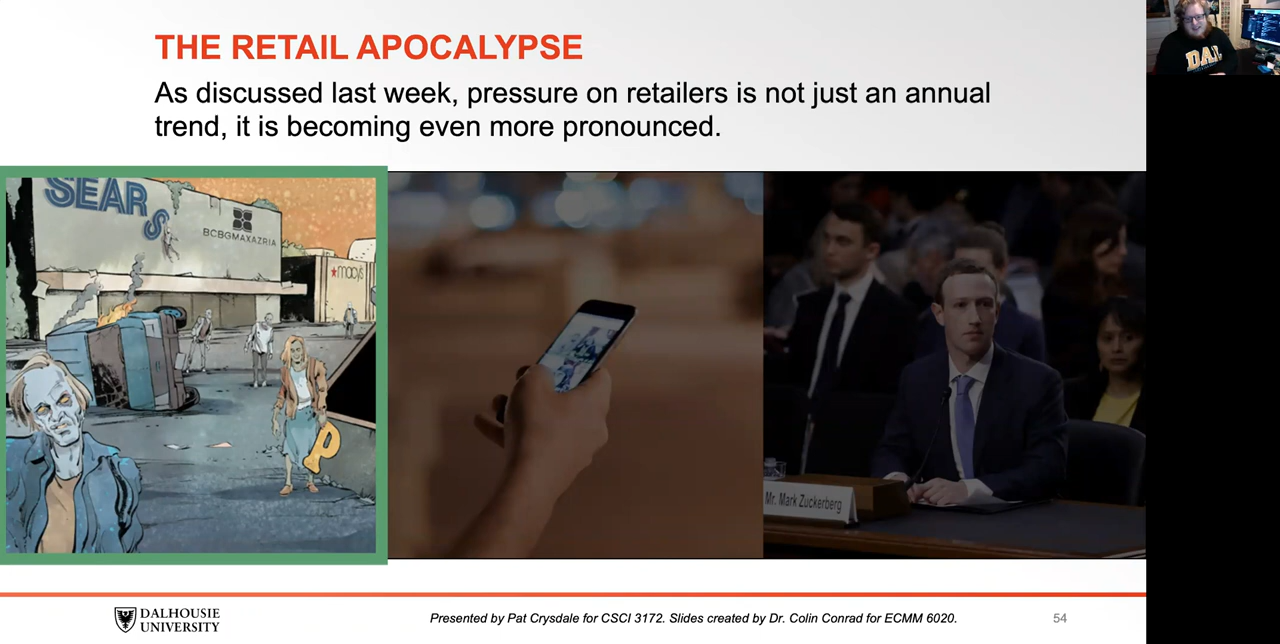 THE RETAIL APOCALYPSE
As discussed last week, pressure on retailers is not just an annual
trend, it is becoming even more pronounced.
SEARS
BCBGMAXAZRIA
macy's
P
Mr. Mark Zuckerberg
DAL
DALHOUSIE
UNIVERSITY
Presented by Pat Crysdale for CSCI 3172. Slides created by Dr. Colin Conrad for ECMM 6020.
54